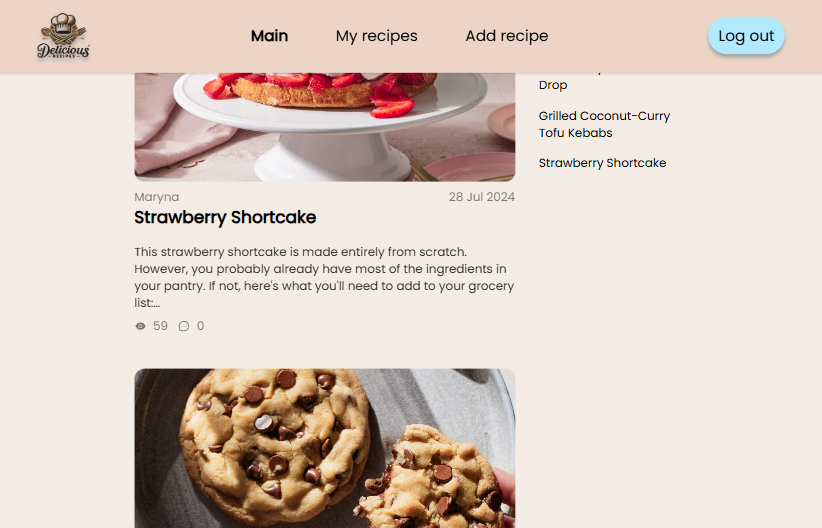 Delicious
RECIPES
Main
My recipes
Add recipe
Log out
Drop
Grilled Coconut-Curry
Tofu Kebabs
Strawberry Shortcake
Maryna
28 Jul 2024
Strawberry Shortcake
This strawberry shortcake is made entirely from scratch.
However, you probably already have most of the ingredients in
your pantry. If not, here's what you'll need to add to your grocery
list:...
59
0